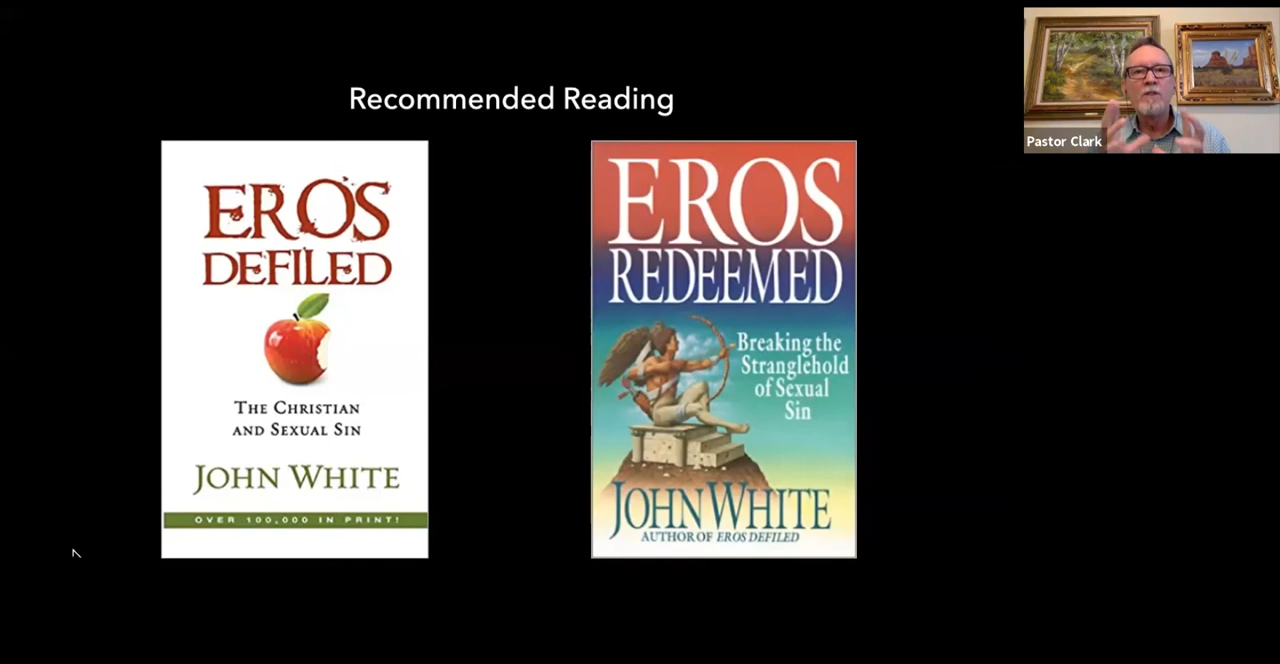 Recommended Reading
EROS
DEFILED
THE CHRISTIAN
AND SEXUAL SIN
JOHN WHITE
OVER 100,000 IN PRINT!
EROS
REDEEMED
Breaking the
Stranglehold
of Sexual
Sin
JOHN WHITE
AUTHOR OF EROS DEFILED
Pastor Clark